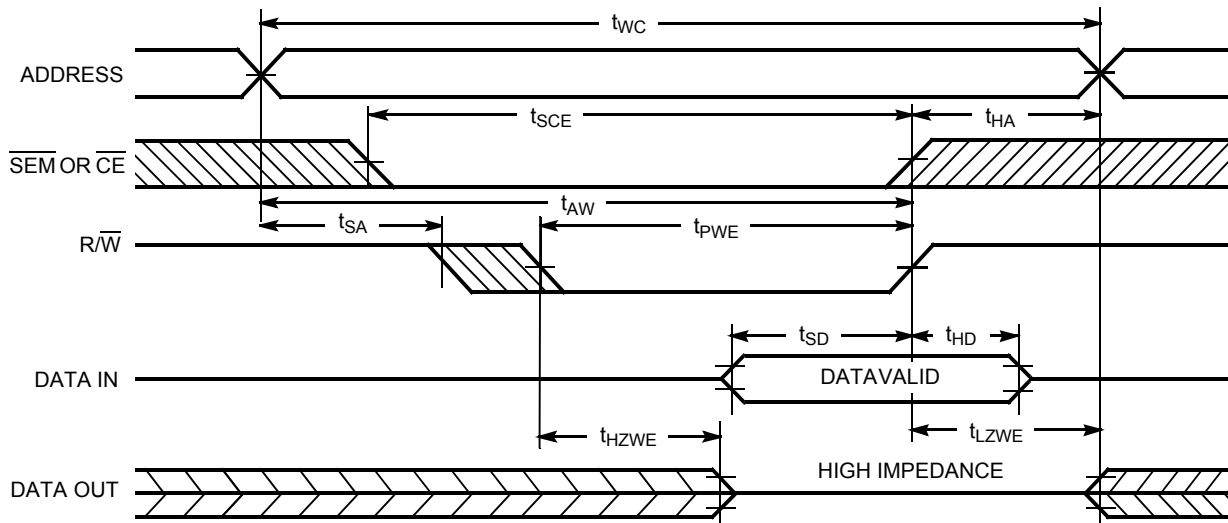 tWC
ADDRESS
tSCE
tHA
SEM OR CE
tAW
tSA
tPWE
R/W
tSD
tHD
DATA IN
DATAVALID
tHZWE
tLZWE
HIGH IMPEDANCE
DATA OUT